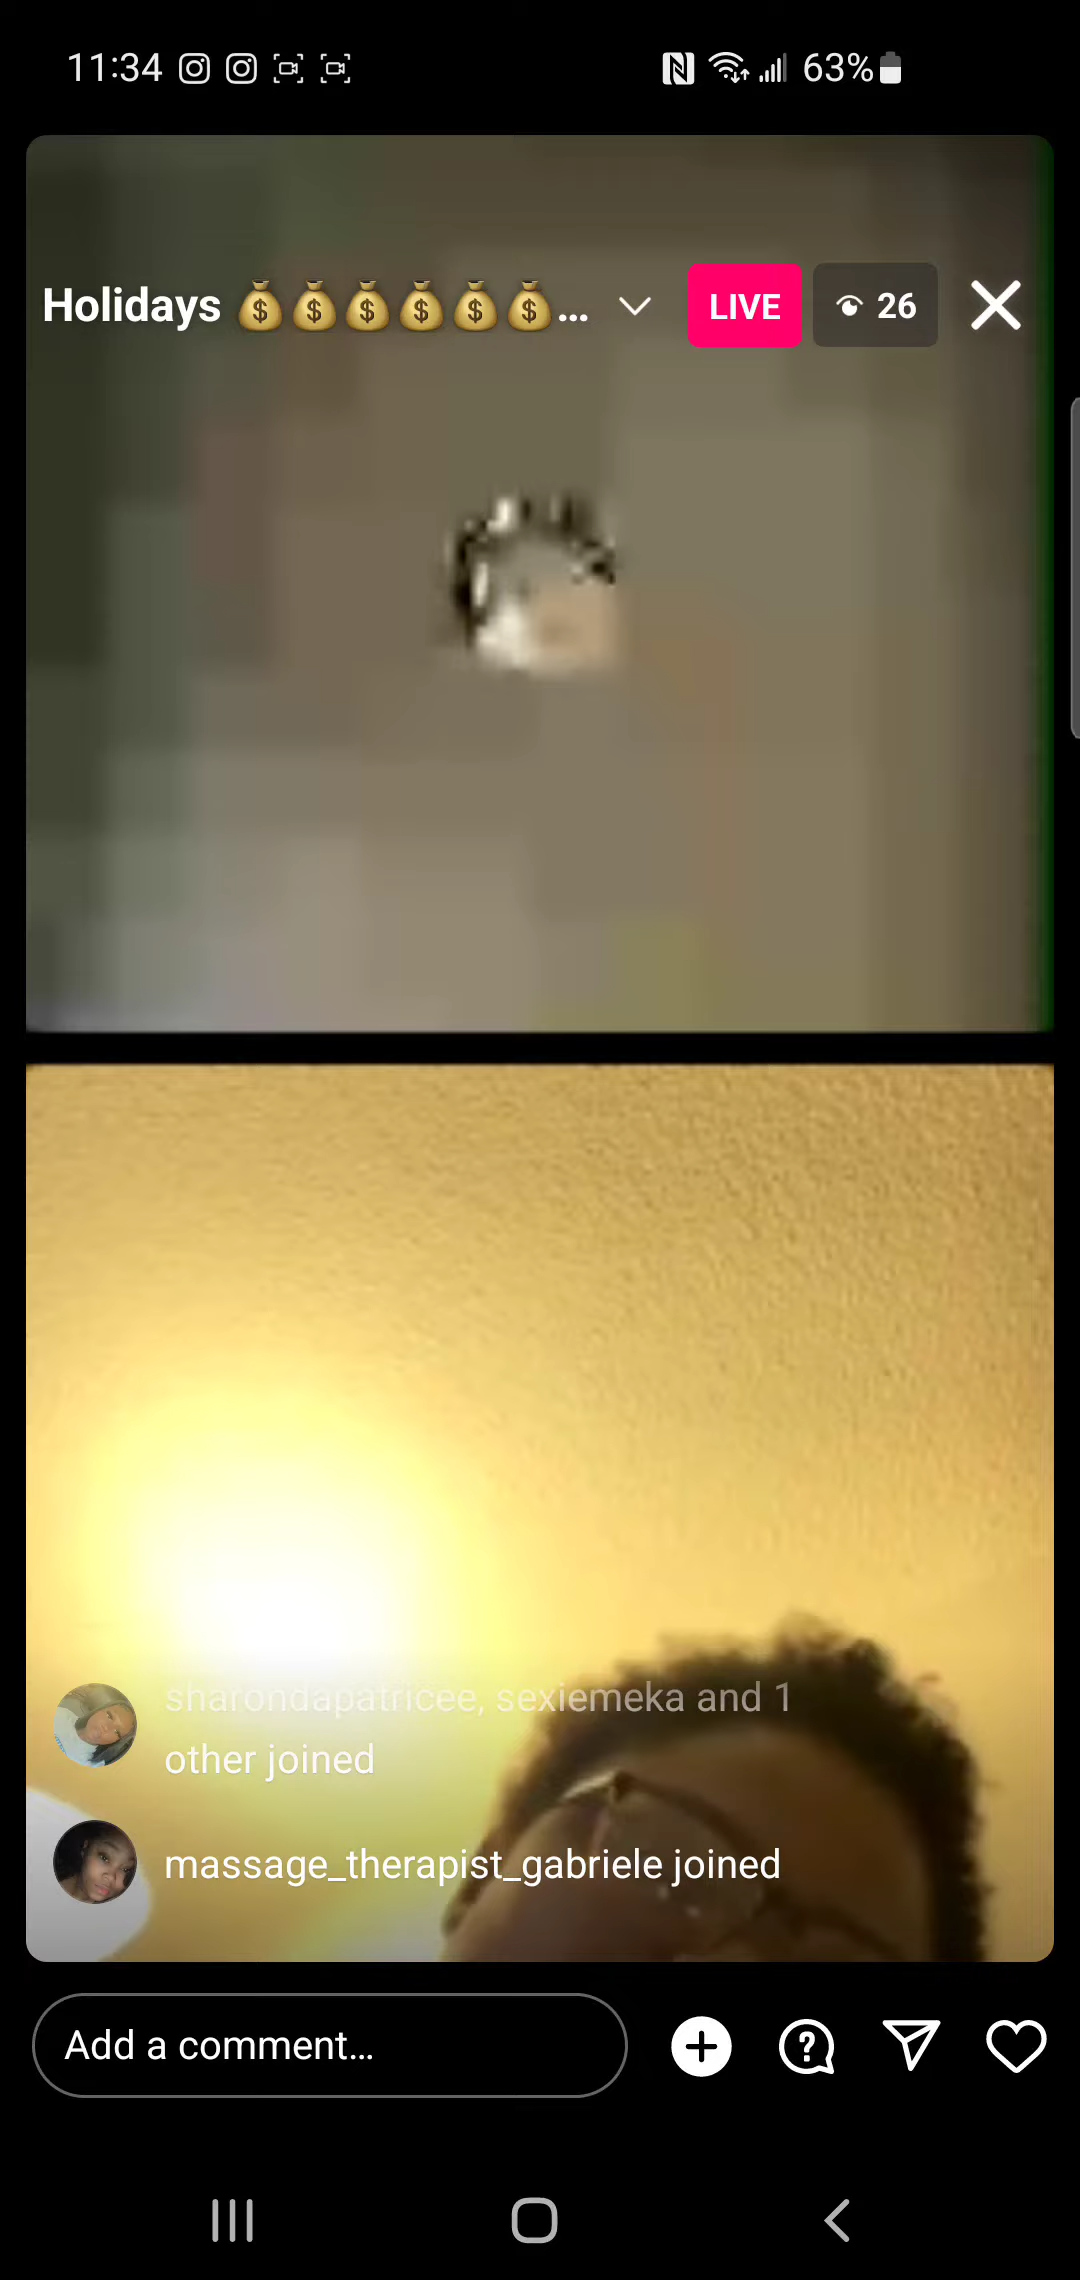 11:34 63%
Holidays 💰💰💰💰💰💰... LIVE 26
sharondapatricee, sexiemeka and 1
other joined
massage_therapist_gabriele joined
Add a comment...